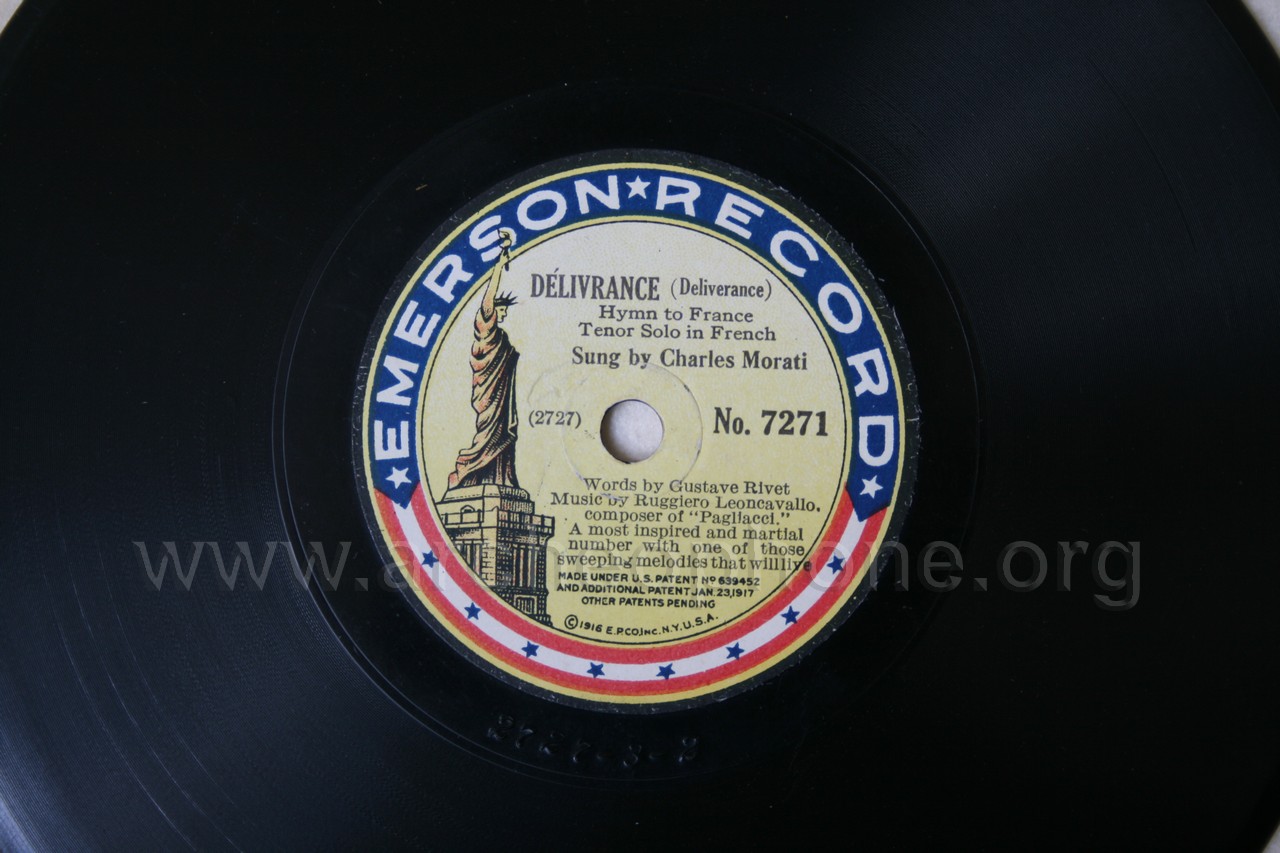 EMERSON★RECORD
DÉLIVRANCE (Deliverance)
Hymn to France
Tenor Solo in French
Sung by Charles Morati
(2727) No. 7271
Words by Gustave Rivet
Music by Ruggiero Leoncavallo,
composer of "Pagliacci."
A most inspired and martial
number with one of those
sweeping melodies that will live
MADE UNDER U.S. PATENT Nº 639452
AND ADDITIONAL PATENT JAN. 23, 1917
OTHER PATENTS PENDING
©1916 E.P.CO,Inc. N.Y. U.S.A.